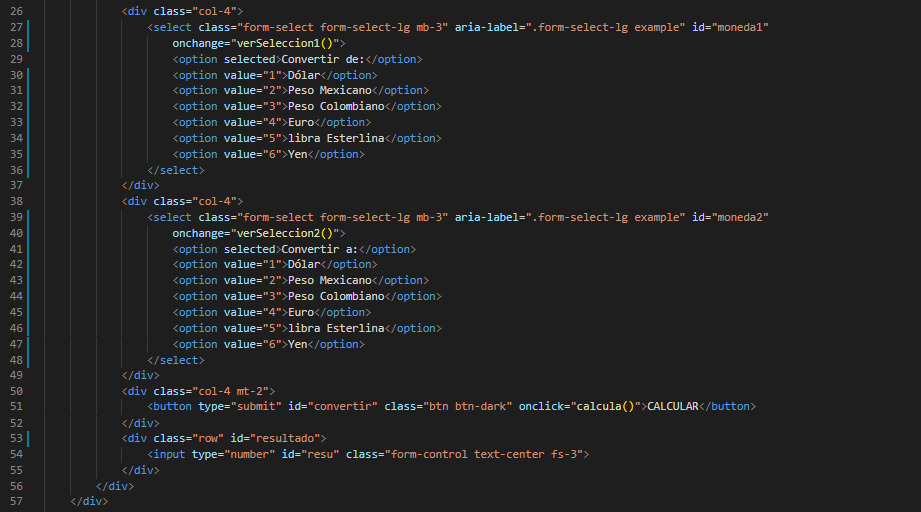 26 <div class="col-4">
27 <select class="form-select form-select-lg mb-3" aria-label=".form-select-lg example" id="moneda1"
28 onchange="verSeleccion1()">
29 <option selected>Convertir de:</option>
30 <option value="1">Dólar</option>
31 <option value="2">Peso Mexicano</option>
32 <option value="3">Peso Colombiano</option>
33 <option value="4">Euro</option>
34 <option value="5">libra Esterlina</option>
35 <option value="6">Yen</option>
36 </select>
37 </div>
38 <div class="col-4">
39 <select class="form-select form-select-lg mb-3" aria-label=".form-select-lg example" id="moneda2"
40 onchange="verSeleccion2()">
41 <option selected>Convertir a:</option>
42 <option value="1">Dólar</option>
43 <option value="2">Peso Mexicano</option>
44 <option value="3">Peso Colombiano</option>
45 <option value="4">Euro</option>
46 <option value="5">libra Esterlina</option>
47 <option value="6">Yen</option>
48 </select>
49 </div>
50 <div class="col-4 mt-2">
51 <button type="submit" id="convertir" class="btn btn-dark" onclick="calcula()">CALCULAR</button>
52 </div>
53 <div class="row" id="resultado">
54 <input type="number" id="resu" class="form-control text-center fs-3">
55 </div>
56 </div>
57 </div>